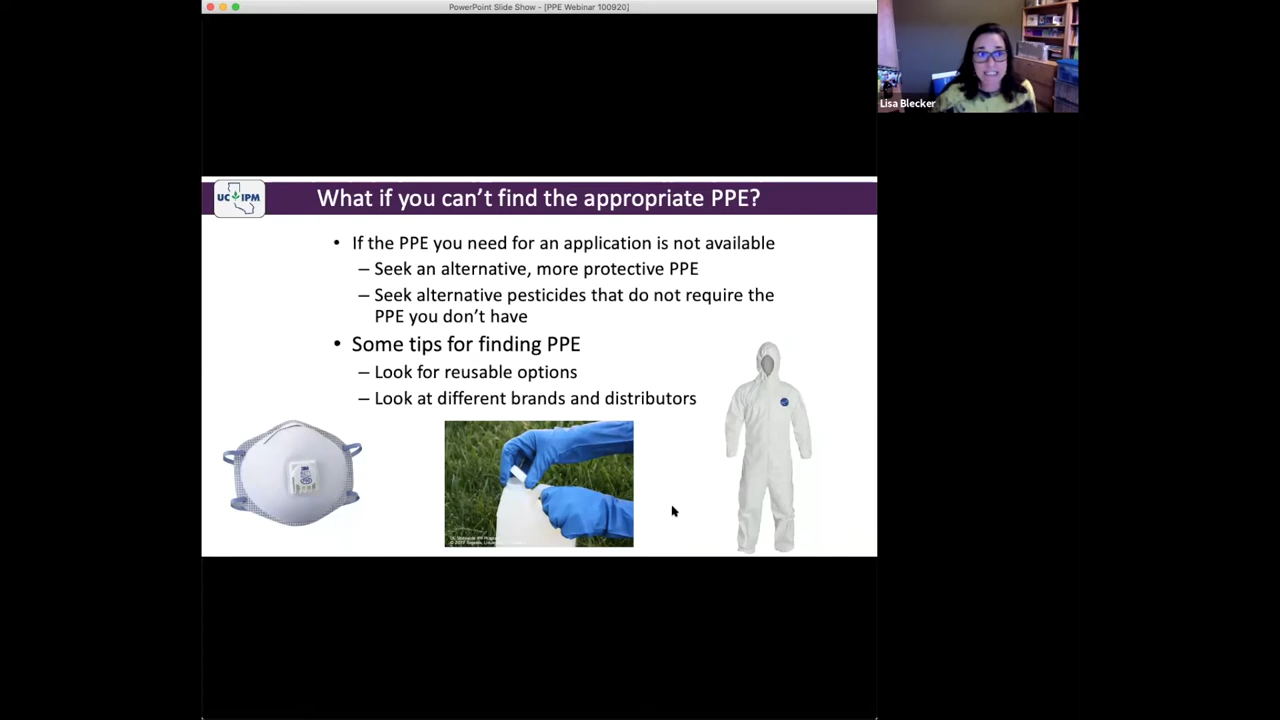 PowerPoint Slide Show - [PPE Webinar 100920]
Lisa Blecker
UC IPM
What if you can’t find the appropriate PPE?
• If the PPE you need for an application is not available
– Seek an alternative, more protective PPE
– Seek alternative pesticides that do not require the
PPE you don’t have
• Some tips for finding PPE
– Look for reusable options
– Look at different brands and distributors